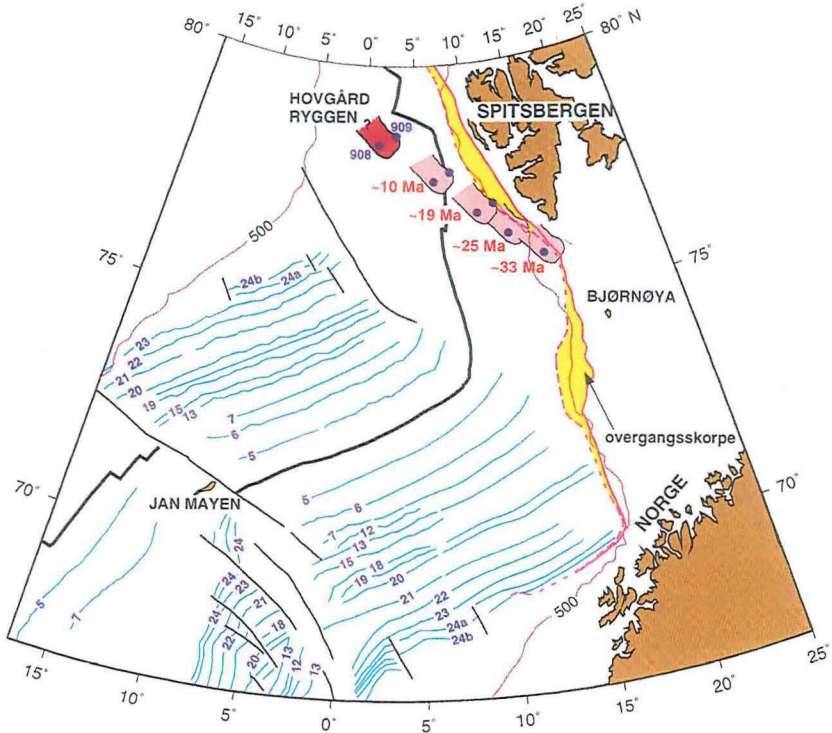 15° 10° 5° 0° 5° 10° 15° 20° 25°
80° 80° N
HOVGÅRD
RYGGEN
SPITSBERGEN
909
908
~10 Ma
~19 Ma
~25 Ma
~33 Ma
500
75° 75°
24b 24a
BJØRNØYA
23
22
21
20
19
15
13
7
6
5
overgangsskorpe
70° 70°
JAN MAYEN
NORGE
5
6
7
12
13
15
18
19
20
21
22
23
24a
24b
500
24
24
23
21
24
18
22
20
13
12
13
5
7
15° 10° 5° 0° 5° 10° 15° 20° 25°